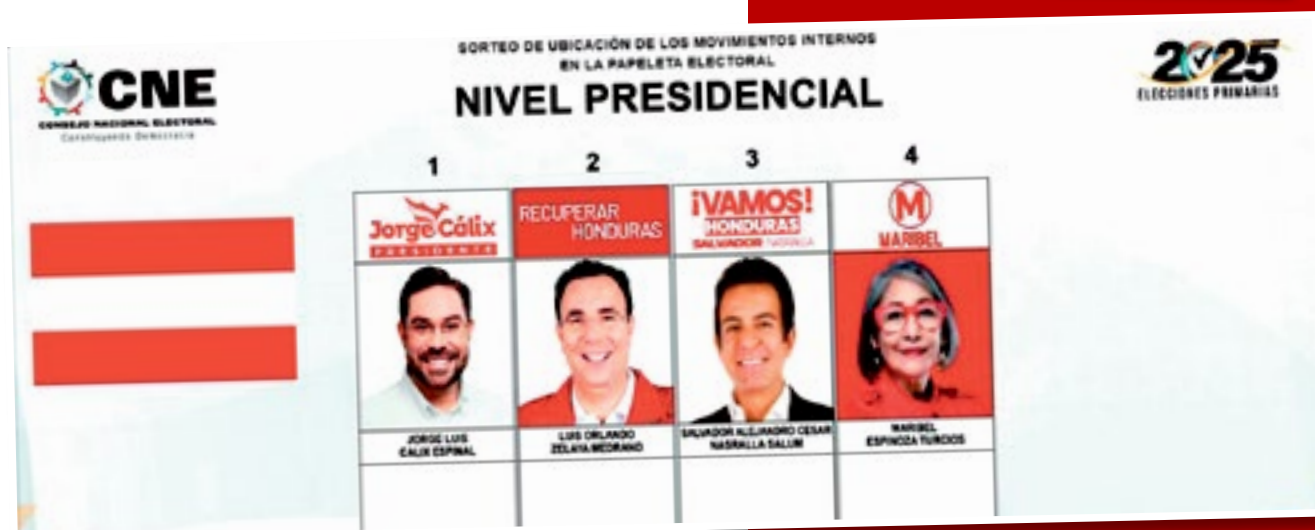 CNE
CONSEJO NACIONAL ELECTORAL
Construyendo Democracia
SORTEO DE UBICACIÓN DE LOS MOVIMIENTOS INTERNOS
EN LA PAPELETA ELECTORAL
NIVEL PRESIDENCIAL
2025
ELECCIONES PRIMARIAS
1
2
3
4
Jorge Cálix
PRESIDENTE
RECUPERAR
HONDURAS
¡VAMOS!
HONDURAS
SALVADOR NASRALLA
M
MARIBEL
JORGE LUIS
CALIX ESPINAL
LUIS ORLANDO
ZELAYA MEDRANO
SALVADOR ALEJANDRO CESAR
NASRALLA SALUM
MARIBEL
ESPINOZA TURCIOS